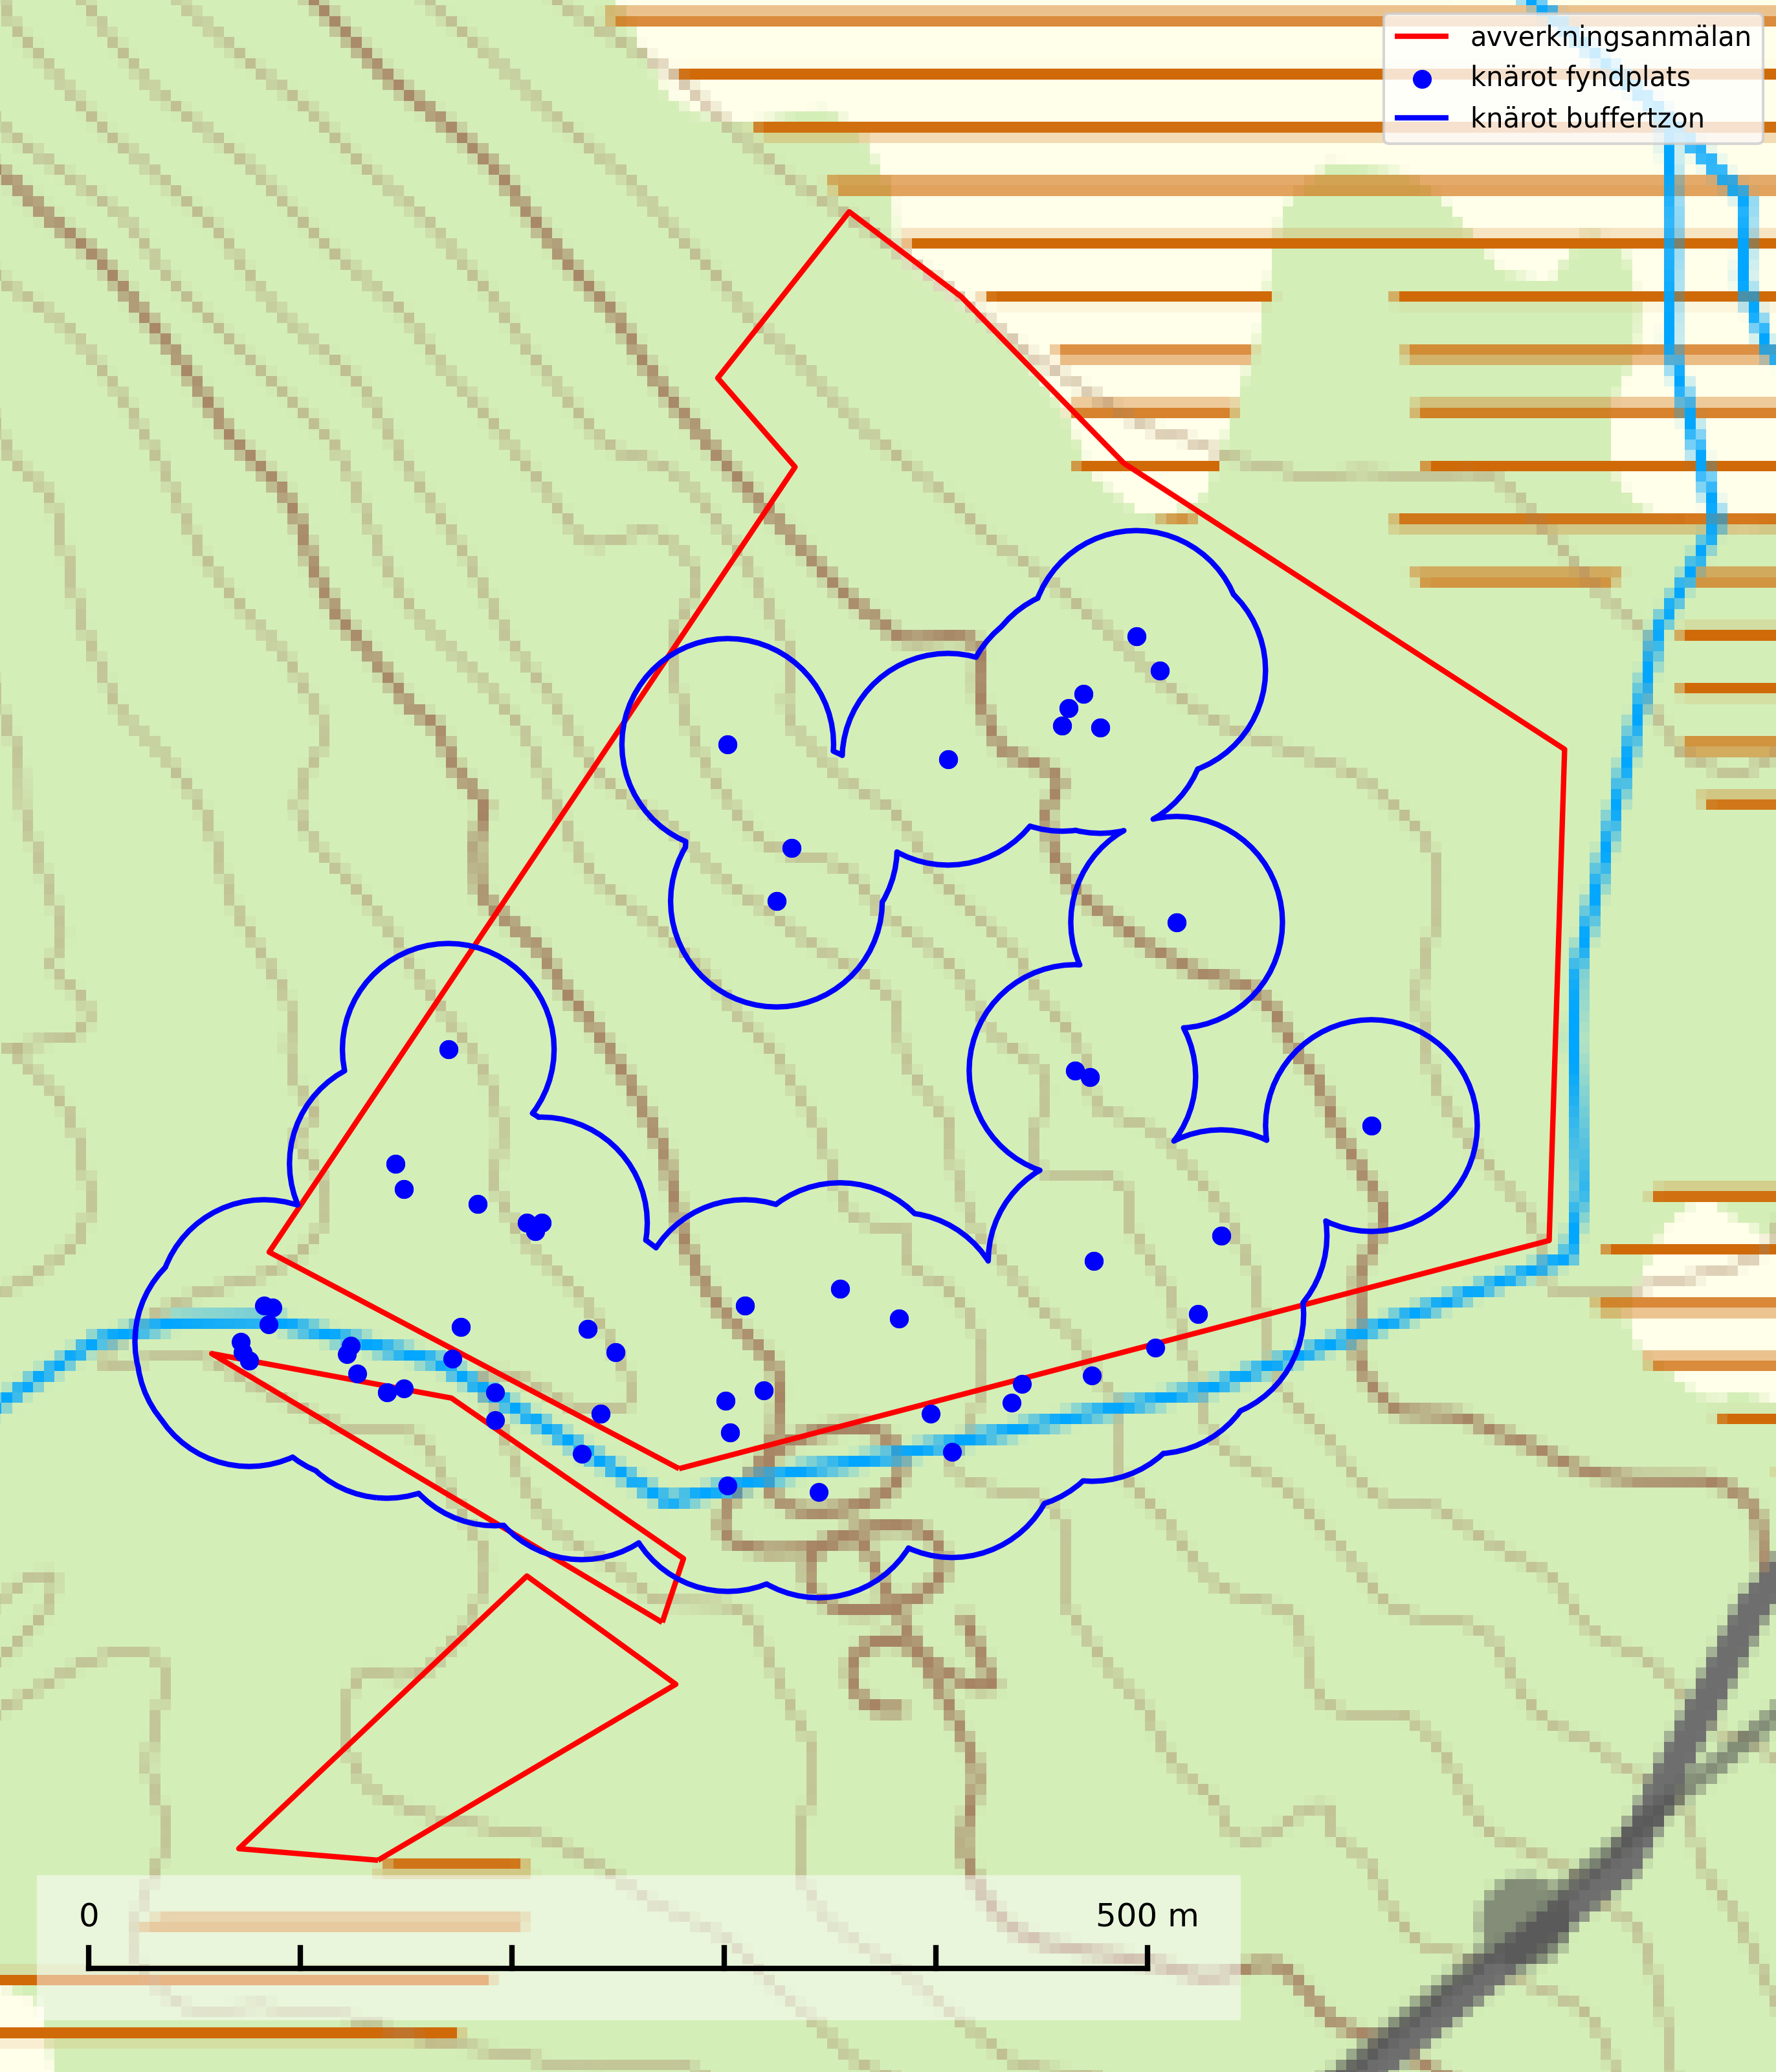 avverkningsanmälan
knärot fyndplats
knärot buffertzon
0
500 m